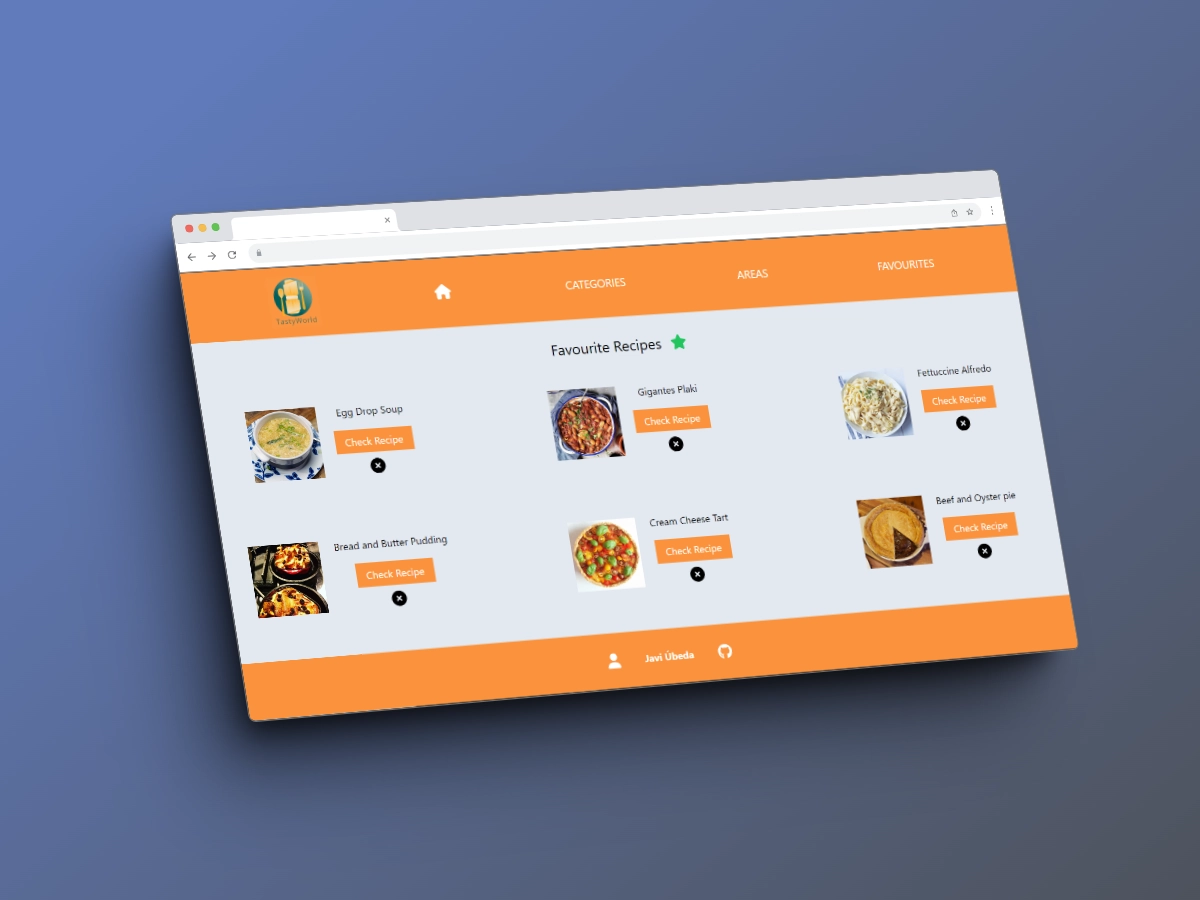 TastyWorld
CATEGORIES
AREAS
FAVOURITES
Favourite Recipes
Egg Drop Soup
Check Recipe
Gigantes Plaki
Check Recipe
Fettuccine Alfredo
Check Recipe
Bread and Butter Pudding
Check Recipe
Cream Cheese Tart
Check Recipe
Beef and Oyster pie
Check Recipe
Javi Úbeda